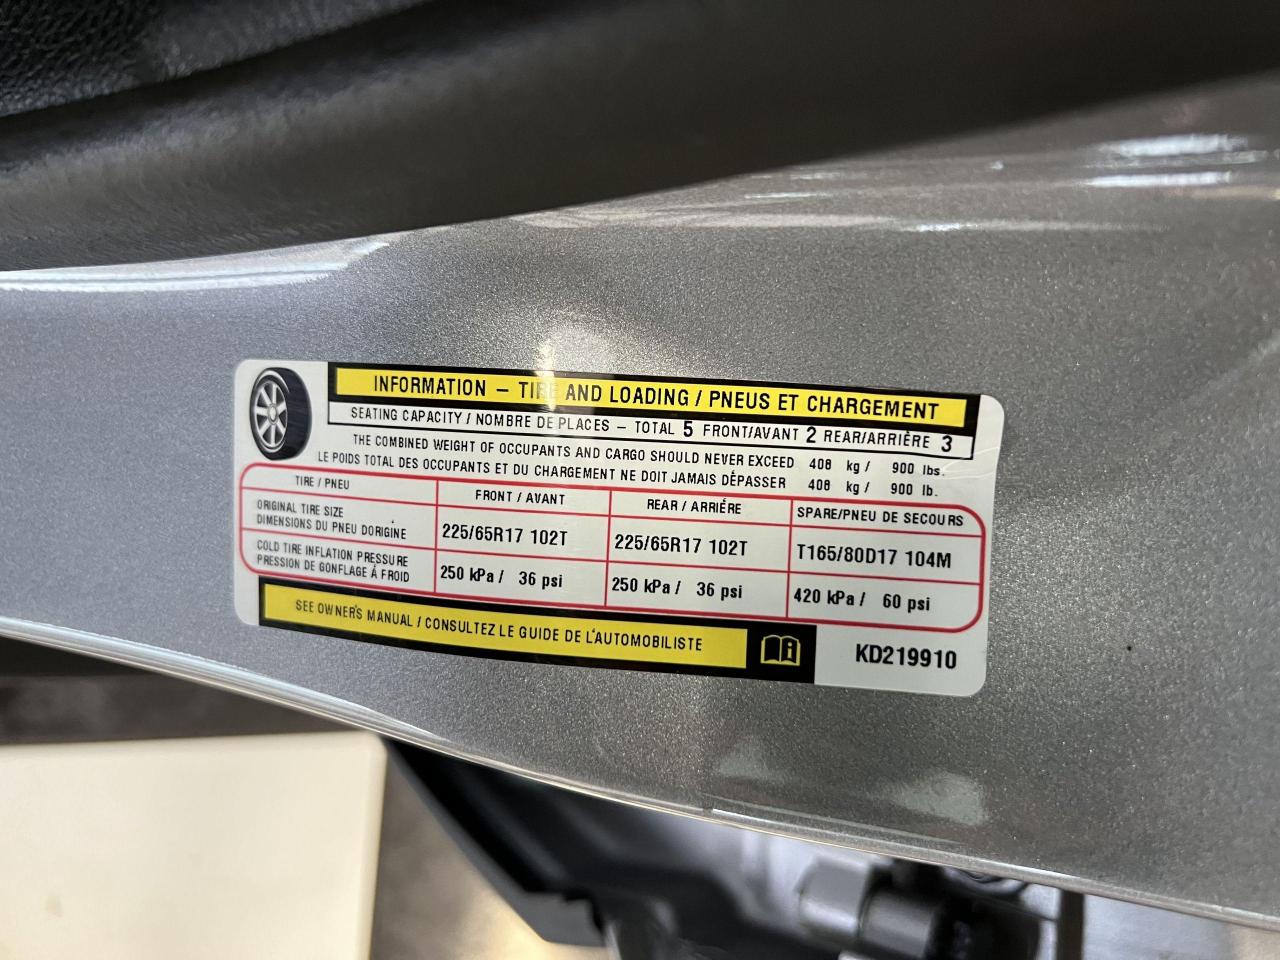 INFORMATION – TIRE AND LOADING / PNEUS ET CHARGEMENT
SEATING CAPACITY / NOMBRE DE PLACES – TOTAL 5 FRONT/AVANT 2 REAR/ARRIÈRE 3
THE COMBINED WEIGHT OF OCCUPANTS AND CARGO SHOULD NEVER EXCEED 408 kg / 900 lbs.
LE POIDS TOTAL DES OCCUPANTS ET DU CHARGEMENT NE DOIT JAMAIS DÉPASSER 408 kg / 900 lb.
TIRE / PNEU FRONT / AVANT REAR / ARRIÉRE SPARE/PNEU DE SECOURS
ORIGINAL TIRE SIZE
DIMENSIONS DU PNEU D'ORIGINE 225/65R17 102T 225/65R17 102T T165/80D17 104M
COLD TIRE INFLATION PRESSURE
PRESSION DE GONFLAGE Á FROID 250 kPa / 36 psi 250 kPa / 36 psi 420 kPa / 60 psi
SEE OWNER'S MANUAL / CONSULTEZ LE GUIDE DE L'AUTOMOBILISTE
KD219910